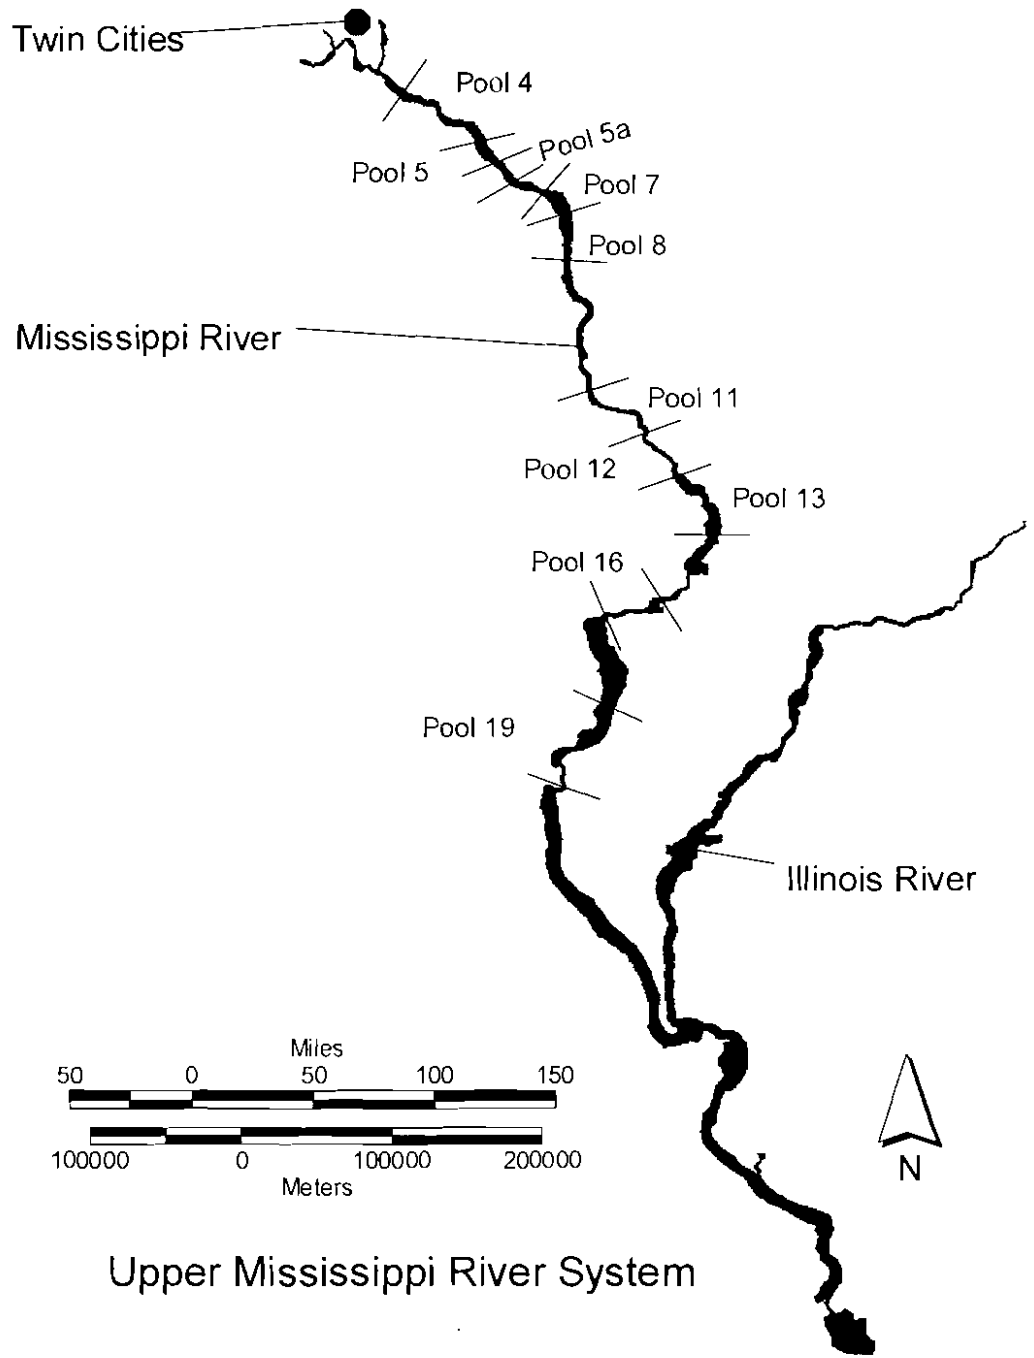 Twin Cities
Pool 4
Pool 5a
Pool 5
Pool 7
Pool 8
Mississippi River
Pool 11
Pool 12
Pool 13
Pool 16
Pool 19
Illinois River
Miles
50 0 50 100 150
100000 0 100000 200000
Meters
N
Upper Mississippi River System